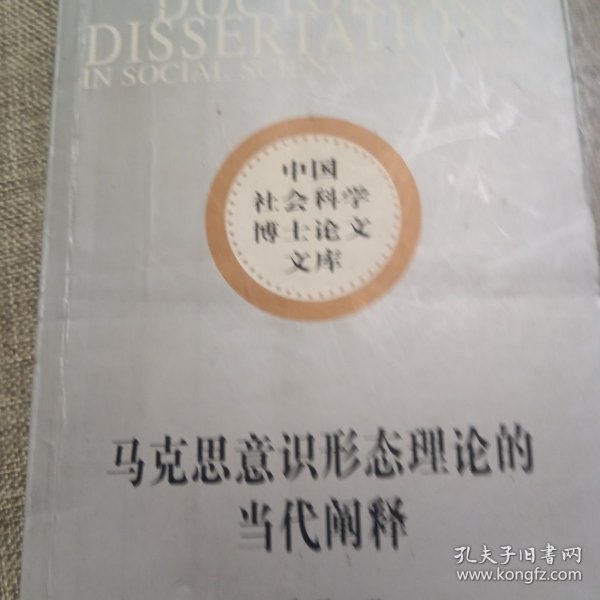 DISSERTATIONS
IN SOCIAL SCIENCE
中国
社会科学
博士论文
文库
马克思意识形态理论的
当代阐释
孔夫子旧书网
www.kongfz.com